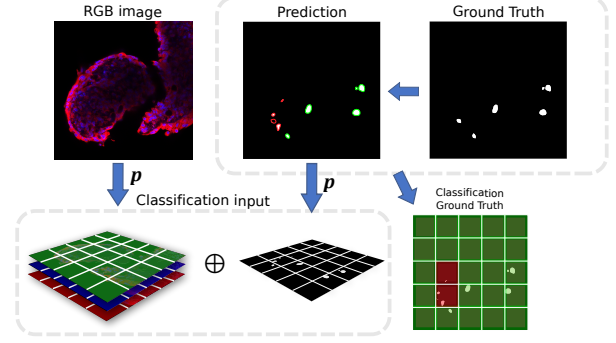 RGB image
Prediction
Ground Truth
p
p
Classification input
Classification
Ground Truth
⊕